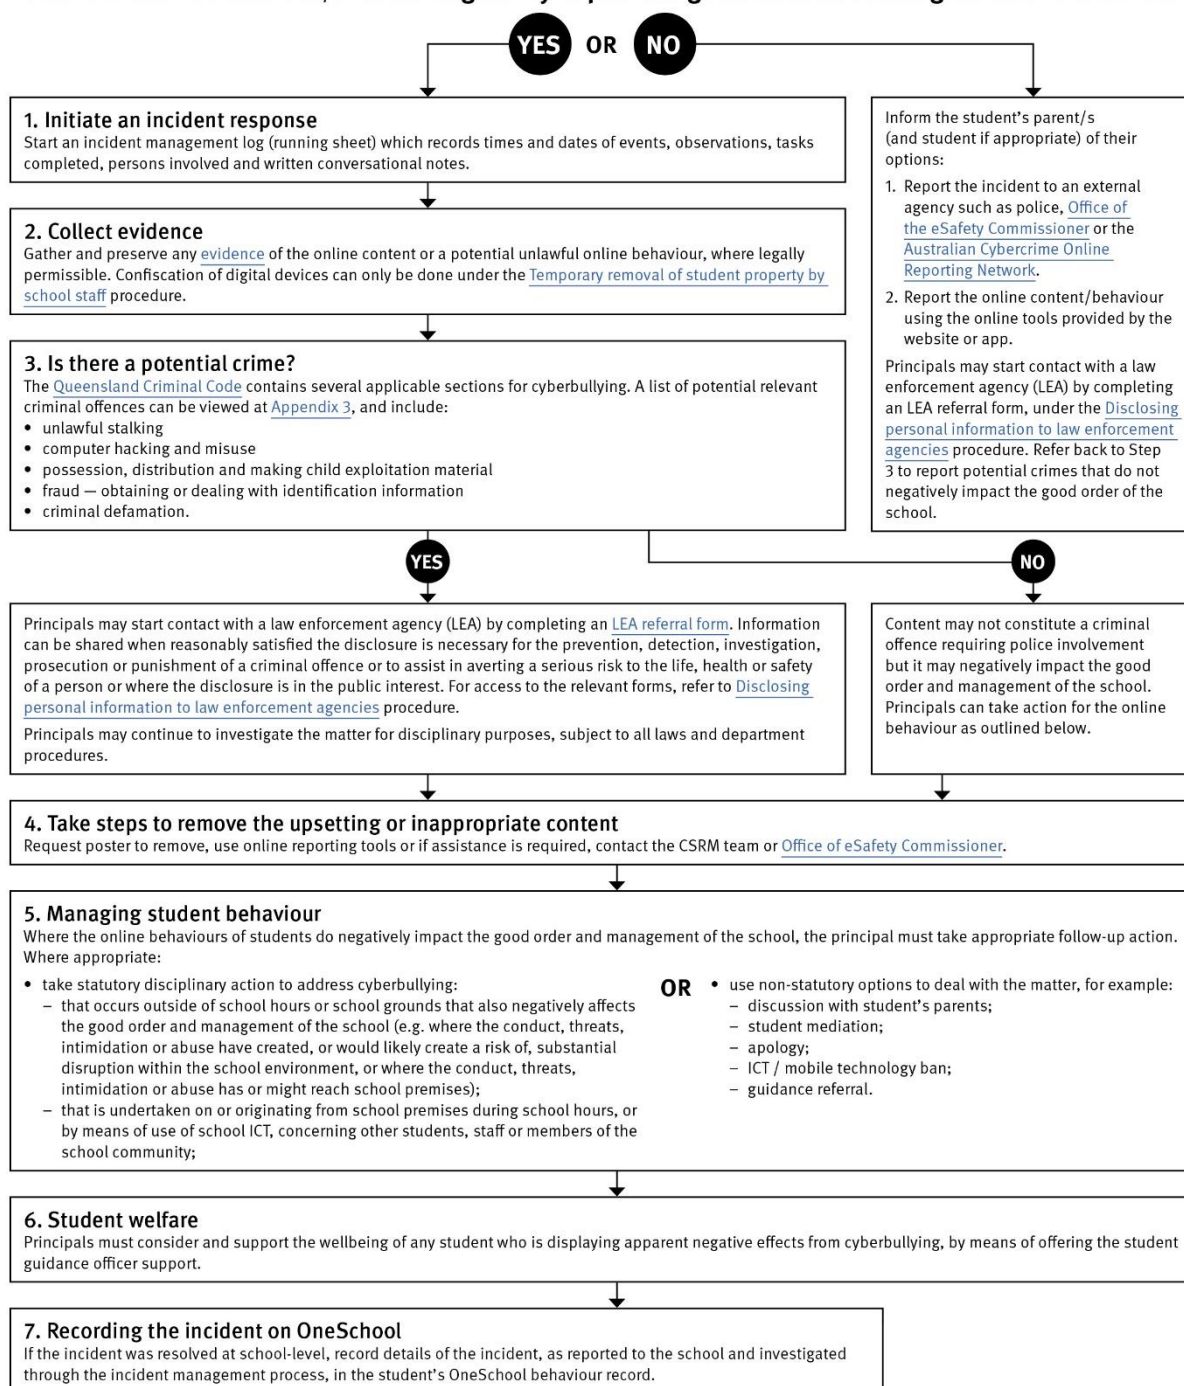 YES OR NO
1. Initiate an incident response
Start an incident management log (running sheet) which records times and dates of events, observations, tasks
completed, persons involved and written conversational notes.
2. Collect evidence
Gather and preserve any evidence of the online content or a potential unlawful online behaviour, where legally
permissible. Confiscation of digital devices can only be done under the Temporary removal of student property by
school staff procedure.
3. Is there a potential crime?
The Queensland Criminal Code contains several applicable sections for cyberbullying. A list of potential relevant
criminal offences can be viewed at Appendix 3, and include:
• unlawful stalking
• computer hacking and misuse
• possession, distribution and making child exploitation material
• fraud — obtaining or dealing with identification information
• criminal defamation.
Inform the student's parent/s
(and student if appropriate) of their
options:
1. Report the incident to an external
agency such as police, Office of
the eSafety Commissioner or the
Australian Cybercrime Online
Reporting Network.
2. Report the online content/behaviour
using the online tools provided by the
website or app.
Principals may start contact with a law
enforcement agency (LEA) by completing
an LEA referral form, under the Disclosing
personal information to law enforcement
agencies procedure. Refer back to Step
3 to report potential crimes that do not
negatively impact the good order of the
school.
YES
NO
Principals may start contact with a law enforcement agency (LEA) by completing an LEA referral form. Information
can be shared when reasonably satisfied the disclosure is necessary for the prevention, detection, investigation,
prosecution or punishment of a criminal offence or to assist in averting a serious risk to the life, health or safety
of a person or where the disclosure is in the public interest. For access to the relevant forms, refer to Disclosing
personal information to law enforcement agencies procedure.
Principals may continue to investigate the matter for disciplinary purposes, subject to all laws and department
procedures.
Content may not constitute a criminal
offence requiring police involvement
but it may negatively impact the good
order and management of the school.
Principals can take action for the online
behaviour as outlined below.
4. Take steps to remove the upsetting or inappropriate content
Request poster to remove, use online reporting tools or if assistance is required, contact the CSRM team or Office of eSafety Commissioner.
5. Managing student behaviour
Where the online behaviours of students do negatively impact the good order and management of the school, the principal must take appropriate follow-up action.
Where appropriate:
• take statutory disciplinary action to address cyberbullying:
– that occurs outside of school hours or school grounds that also negatively affects
the good order and management of the school (e.g. where the conduct, threats,
intimidation or abuse have created, or would likely create a risk of, substantial
disruption within the school environment, or where the conduct, threats,
intimidation or abuse has or might reach school premises);
– that is undertaken on or originating from school premises during school hours, or
by means of use of school ICT, concerning other students, staff or members of the
school community;
OR
• use non-statutory options to deal with the matter, for example:
– discussion with student's parents;
– student mediation;
– apology;
– ICT / mobile technology ban;
– guidance referral.
6. Student welfare
Principals must consider and support the wellbeing of any student who is displaying apparent negative effects from cyberbullying, by means of offering the student
guidance officer support.
7. Recording the incident on OneSchool
If the incident was resolved at school-level, record details of the incident, as reported to the school and investigated
through the incident management process, in the student's OneSchool behaviour record.